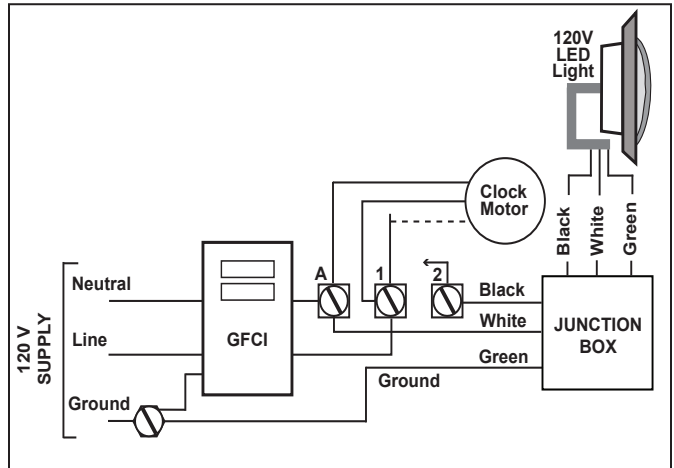 120V
LED
Light
Clock
Motor
Black
White
Green
120 V
SUPPLY
Neutral
Line
Ground
GFCI
A
1
2
Black
White
Green
Ground
JUNCTION
BOX